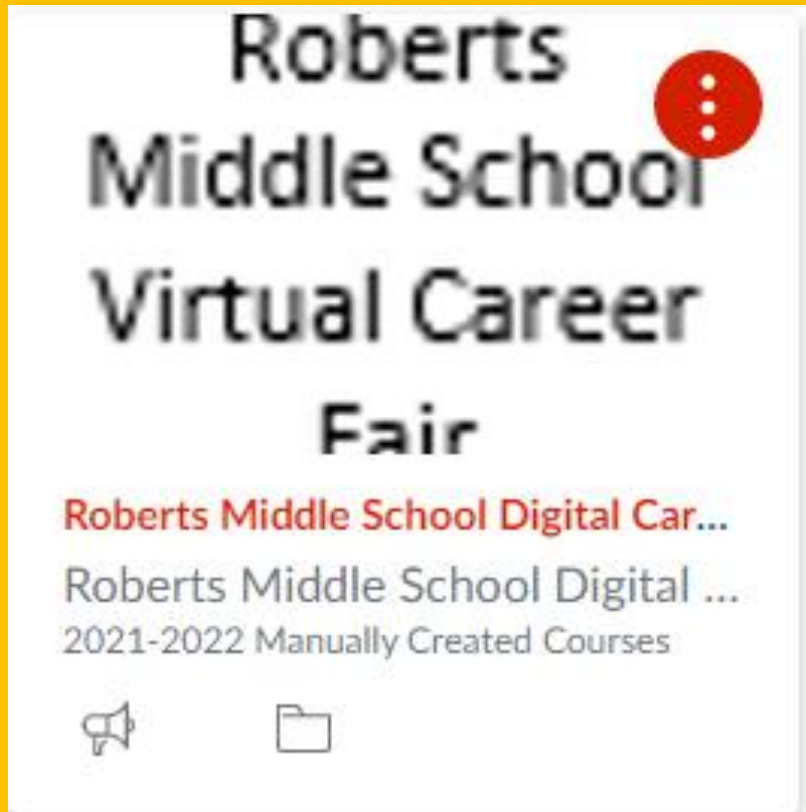 Roberts
Middle School
Virtual Career
Fair
Roberts Middle School Digital Car...
Roberts Middle School Digital ...
2021-2022 Manually Created Courses